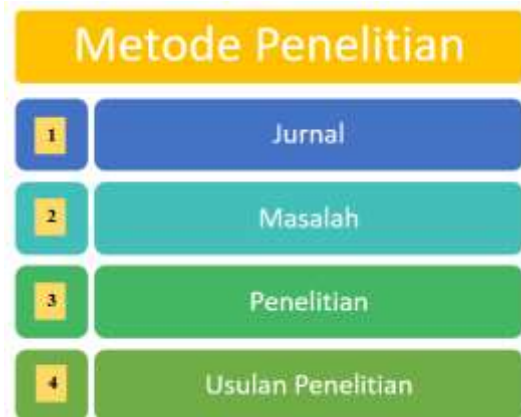 Metode Penelitian
1 Jurnal
2 Masalah
3 Penelitian
4 Usulan Penelitian